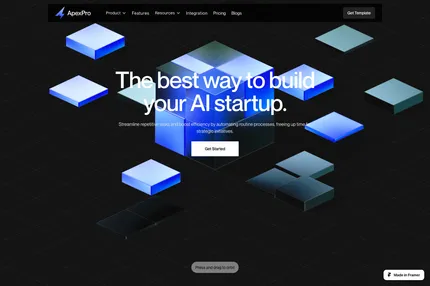 ApexPro
Product
Features
Resources
Integration
Pricing
Blogs
Get Template
The best way to build
your AI startup.
Streamline repetitive tasks and boost efficiency by automating routine processes, freeing up time for
strategic initiatives.
Get Started
Press and drag to orbit
Made in Framer